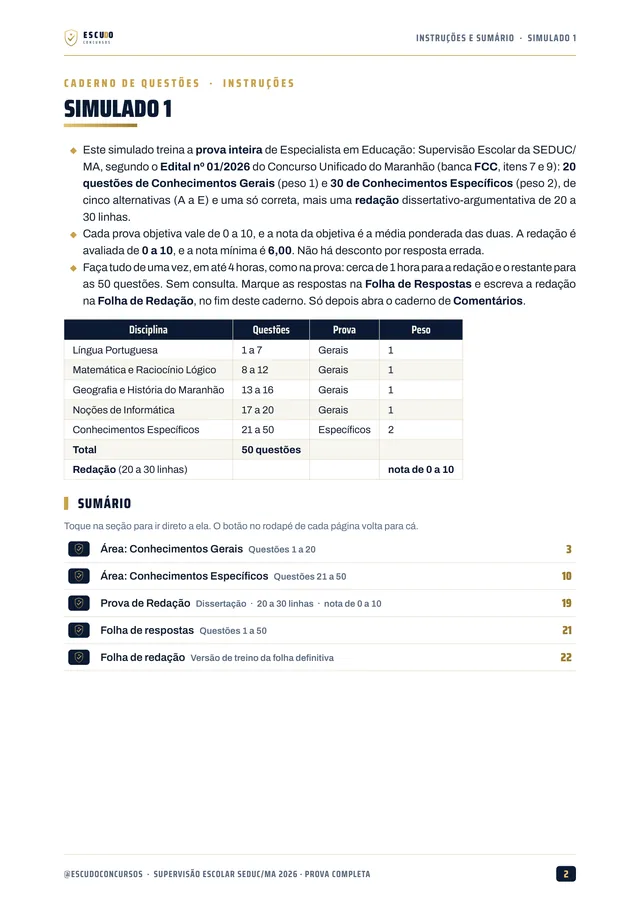 ESCUDO
CONCURSOS
INSTRUÇÕES E SUMÁRIO · SIMULADO 1
CADERNO DE QUESTÕES · INSTRUÇÕES
SIMULADO 1
Este simulado treina a prova inteira de Especialista em Educação: Supervisão Escolar da SEDUC/
MA, segundo o Edital nº 01/2026 do Concurso Unificado do Maranhão (banca FCC, itens 7 e 9): 20
questões de Conhecimentos Gerais (peso 1) e 30 de Conhecimentos Específicos (peso 2), de
cinco alternativas (A a E) e uma só correta, mais uma redação dissertativo-argumentativa de 20 a
30 linhas.
Cada prova objetiva vale de 0 a 10, e a nota da objetiva é a média ponderada das duas. A redação é
avaliada de 0 a 10, e a nota mínima é 6,00. Não há desconto por resposta errada.
Faça tudo de uma vez, em até 4 horas, como na prova: cerca de 1 hora para a redação e o restante para
as 50 questões. Sem consulta. Marque as respostas na Folha de Respostas e escreva a redação
na Folha de Redação, no fim deste caderno. Só depois abra o caderno de Comentários.
Disciplina Questões Prova Peso
Língua Portuguesa 1 a 7 Gerais 1
Matemática e Raciocínio Lógico 8 a 12 Gerais 1
Geografia e História do Maranhão 13 a 16 Gerais 1
Noções de Informática 17 a 20 Gerais 1
Conhecimentos Específicos 21 a 50 Específicos 2
Total 50 questões
Redação (20 a 30 linhas) nota de 0 a 10
SUMÁRIO
Toque na seção para ir direto a ela. O botão no rodapé de cada página volta para cá.
Área: Conhecimentos Gerais Questões 1 a 20 3
Área: Conhecimentos Específicos Questões 21 a 50 10
Prova de Redação Dissertação · 20 a 30 linhas · nota de 0 a 10 19
Folha de respostas Questões 1 a 50 21
Folha de redação Versão de treino da folha definitiva 22
@ESCUDOCONCURSOS · SUPERVISÃO ESCOLAR SEDUC/MA 2026 · PROVA COMPLETA 2